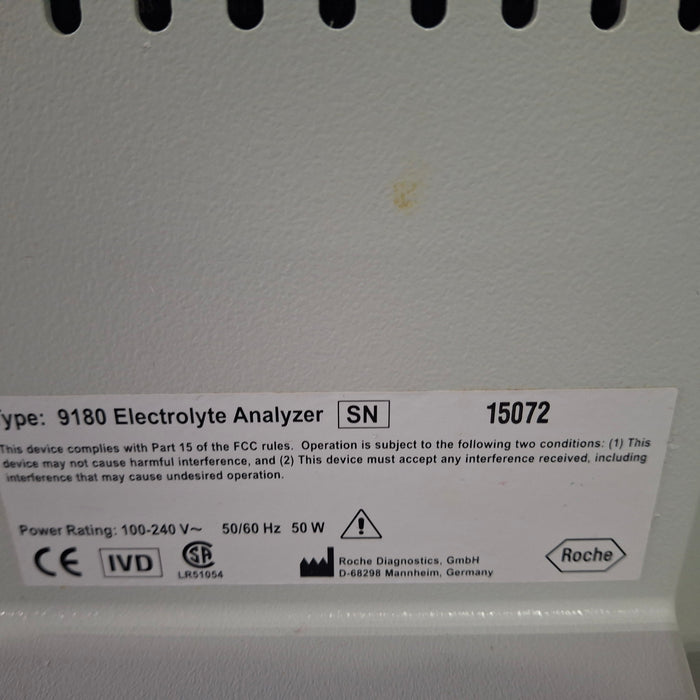 ype: 9180 Electrolyte Analyzer SN 15072
This device complies with Part 15 of the FCC rules. Operation is subject to the following two conditions: (1) This
device may not cause harmful interference, and (2) This device must accept any interference received, including
interference that may cause undesired operation.
Power Rating: 100-240 V~ 50/60 Hz 50 W
CE IVD SA LR51054
Roche Diagnostics, GmbH
D-68298 Mannheim, Germany
Roche